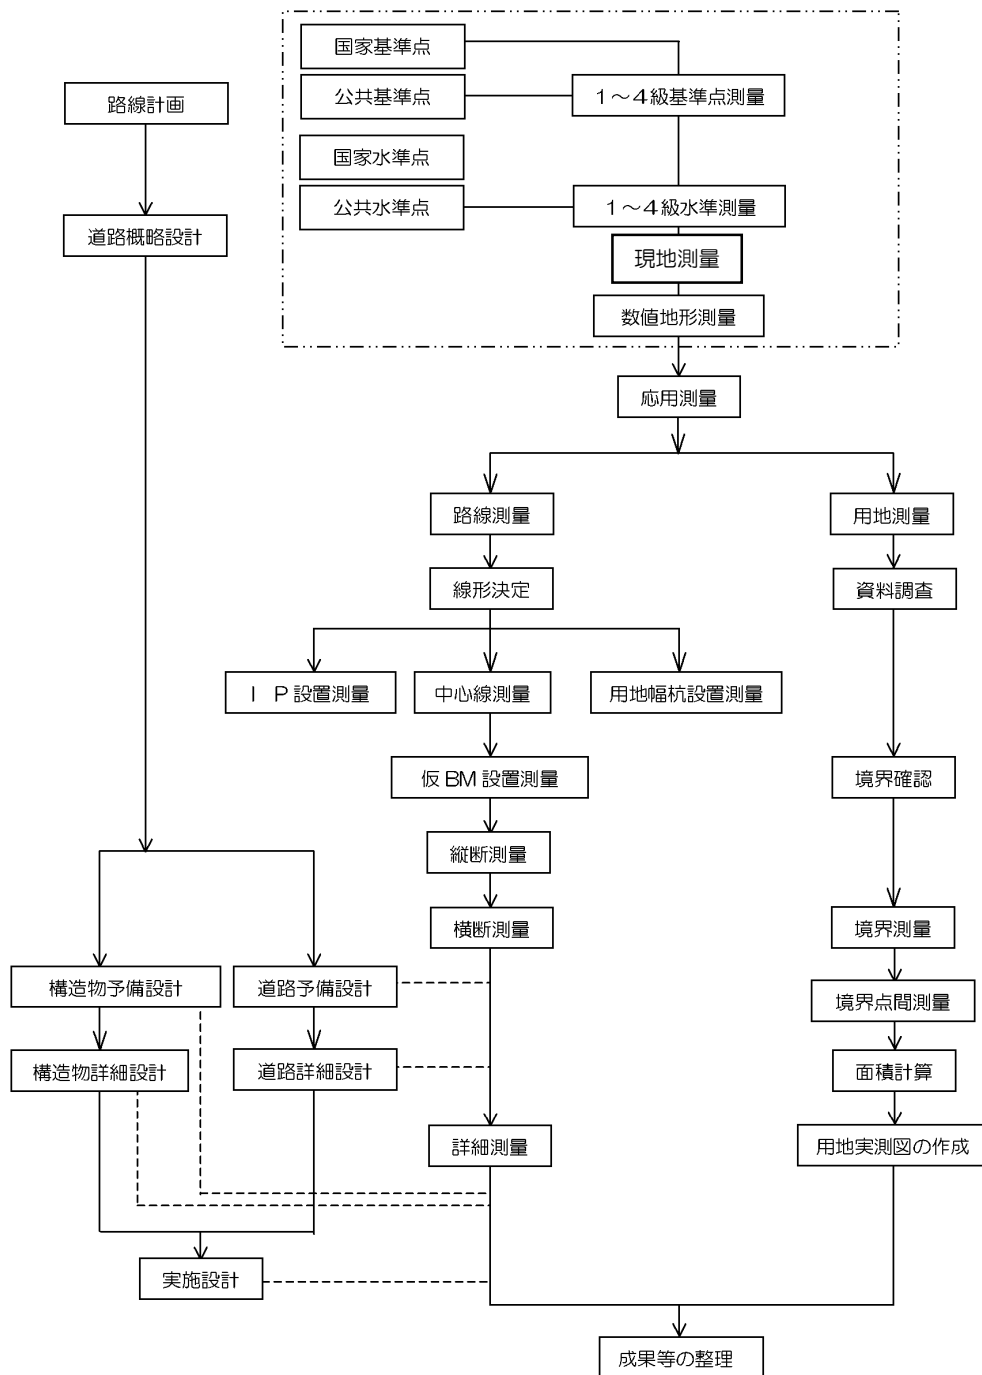 国家基準点
公共基準点
1～4級基準点測量
路線計画
国家水準点
公共水準点
1～4級水準測量
道路概略設計
現地測量
数値地形測量
応用測量
路線測量
用地測量
線形決定
資料調査
I P設置測量
中心線測量
用地幅杭設置測量
仮BM設置測量
境界確認
縦断測量
横断測量
境界測量
構造物予備設計
道路予備設計
境界点間測量
構造物詳細設計
道路詳細設計
面積計算
詳細測量
用地実測図の作成
実施設計
成果等の整理